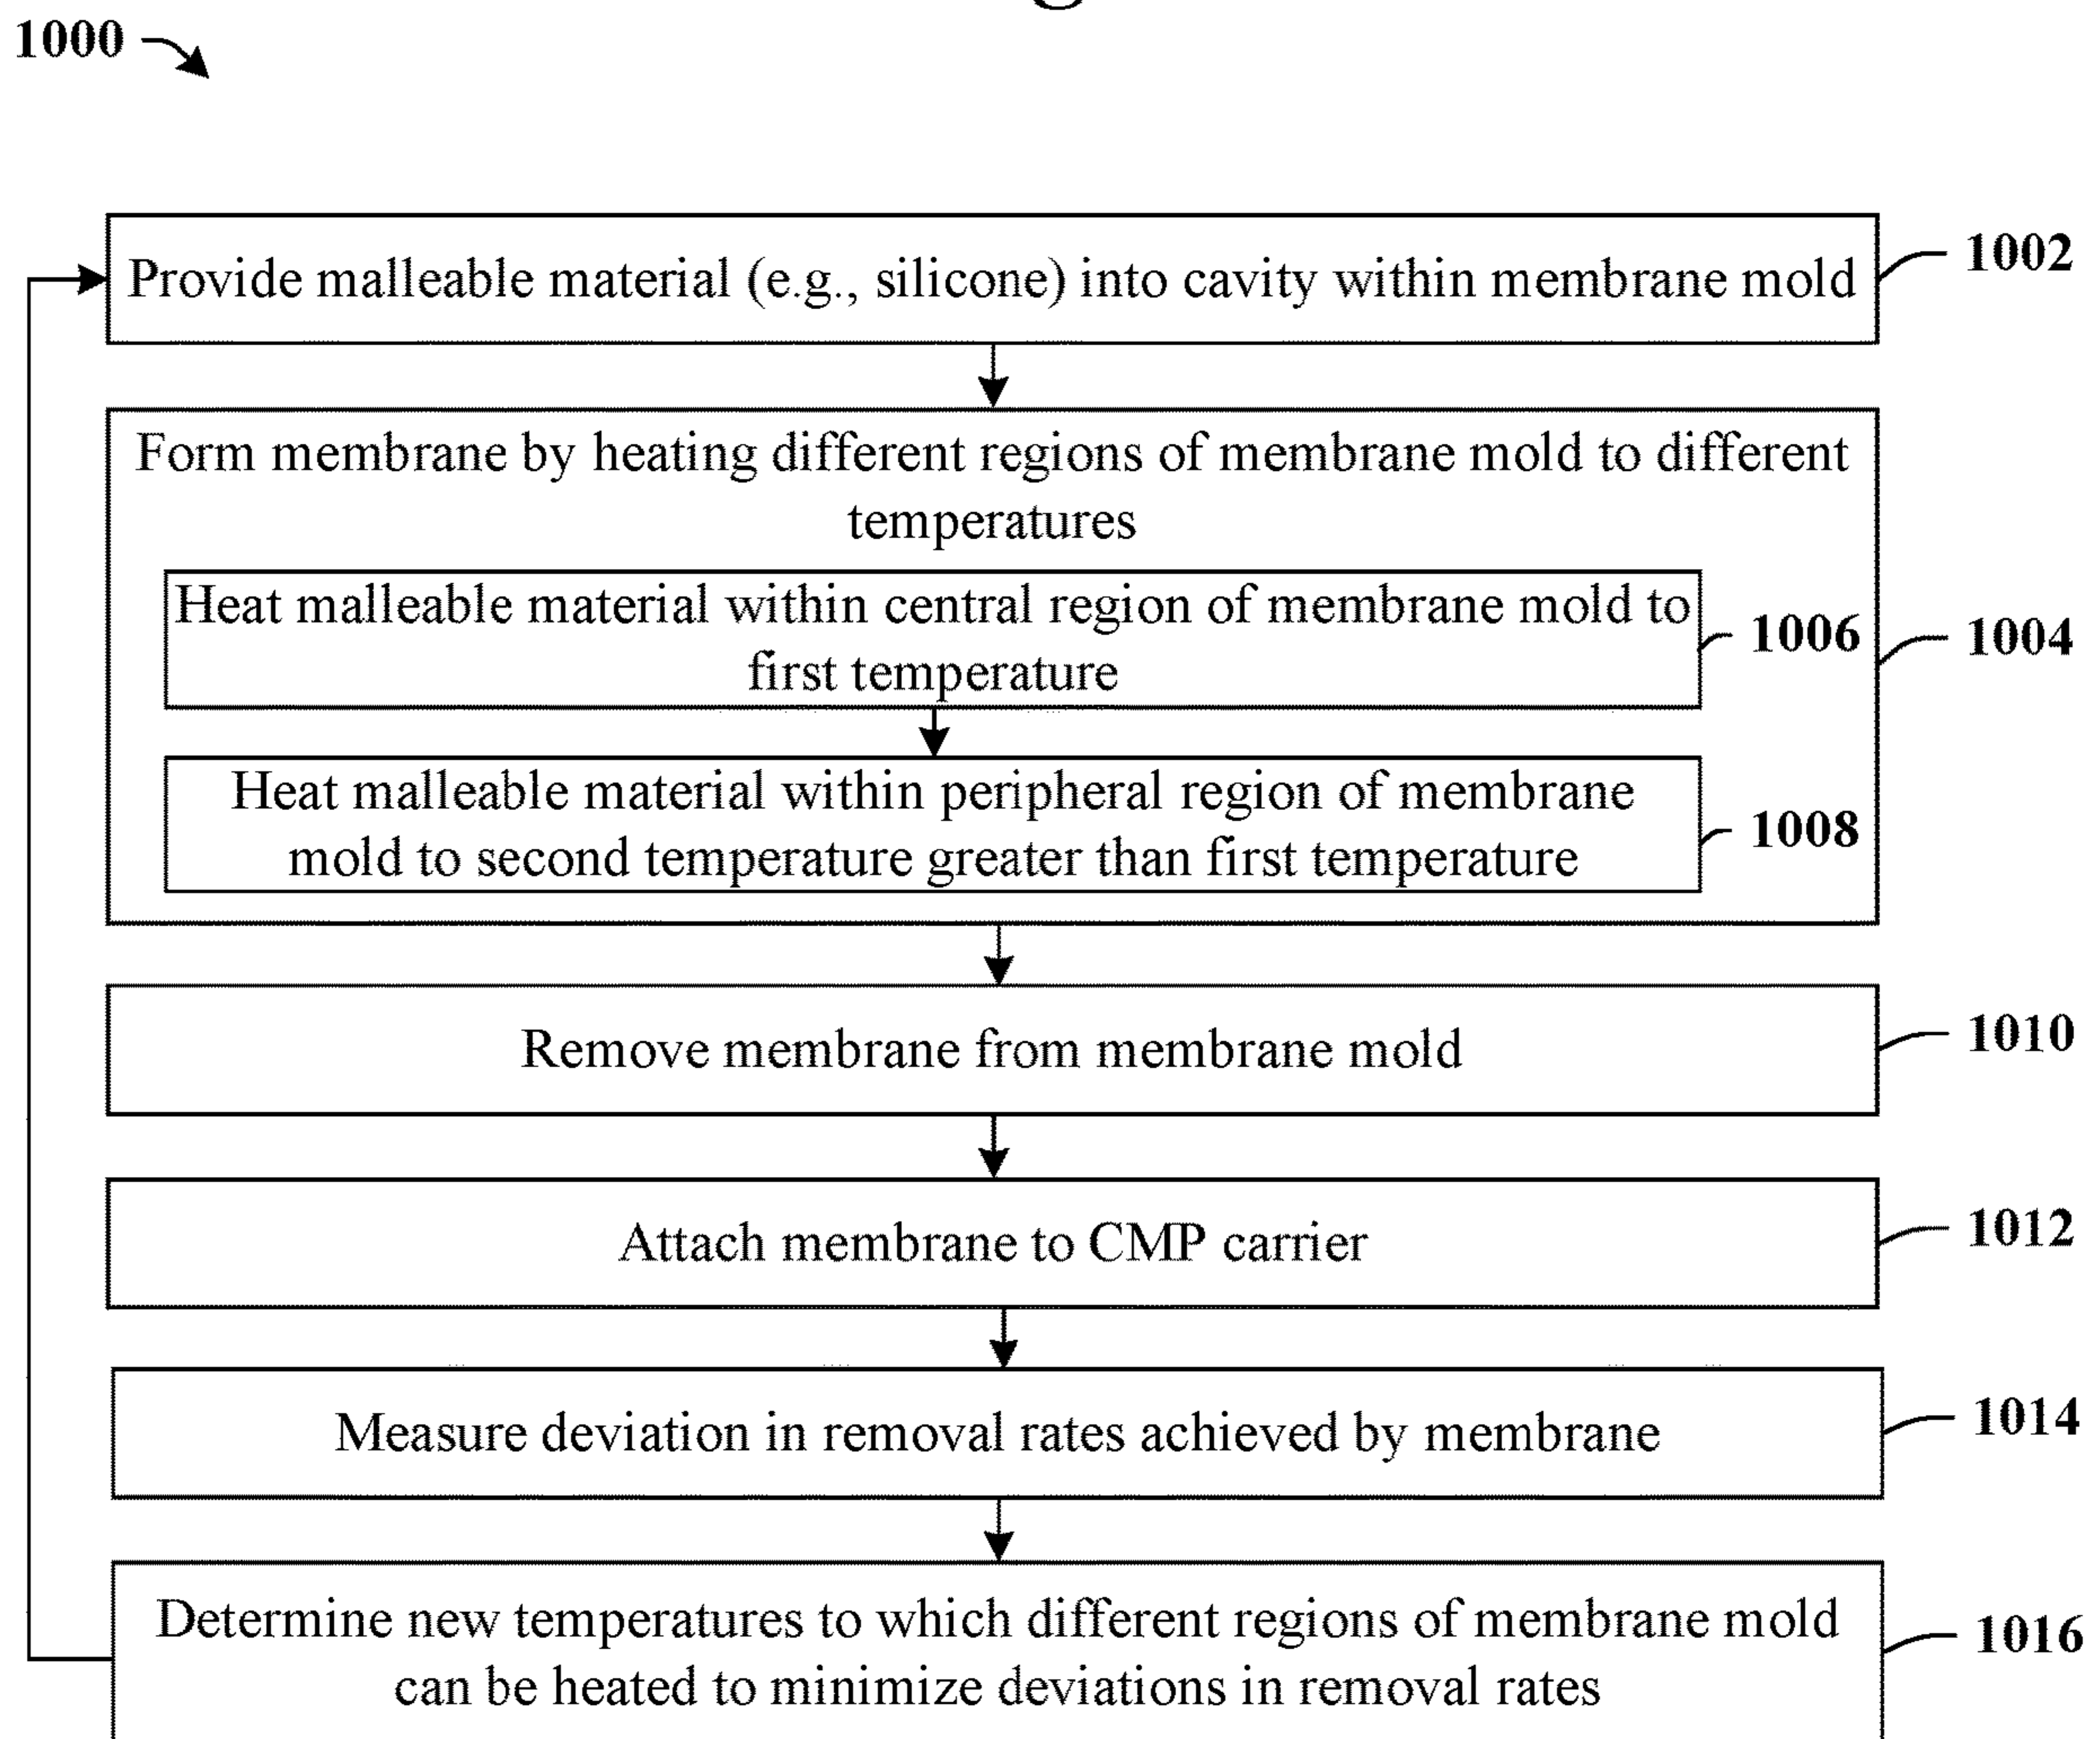 1000
Provide malleable material (e.g., silicone) into cavity within membrane mold
1002
Form membrane by heating different regions of membrane mold to different
temperatures
1004
Heat malleable material within central region of membrane mold to
first temperature
1006
Heat malleable material within peripheral region of membrane
mold to second temperature greater than first temperature
1008
Remove membrane from membrane mold
1010
Attach membrane to CMP carrier
1012
Measure deviation in removal rates achieved by membrane
1014
Determine new temperatures to which different regions of membrane mold
can be heated to minimize deviations in removal rates
1016